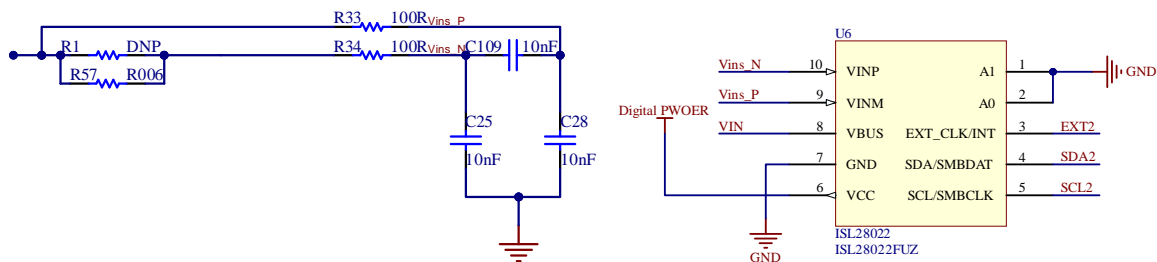 R33 100R Vins_P
R1 DNP R34 100R Vins_N C109 10nF
R57 R006
C25 C28
10nF 10nF
U6
Vins_N 10 VINP A1 1 GND
Vins_P 9 VINM A0 2
Digital PWOER
VIN 8 VBUS EXT_CLK/INT 3 EXT2
7 GND SDA/SMBDAT 4 SDA2
6 VCC SCL/SMBCLK 5 SCL2
ISL28022
GND ISL28022FUZ